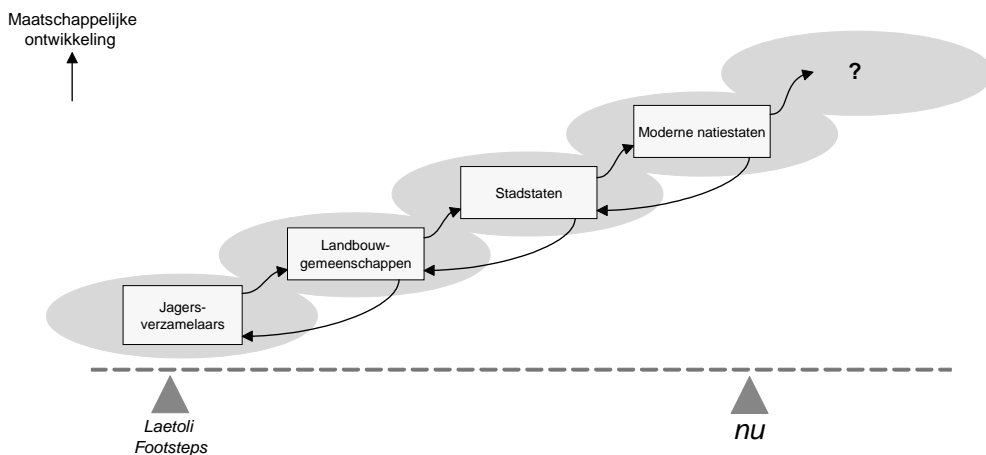 Maatschappelijke
ontwikkeling
?
Moderne natiestaten
Stadstaten
Landbouw-
gemeenschappen
Jagers-
verzamelaars
Laetoli
Footsteps
nu